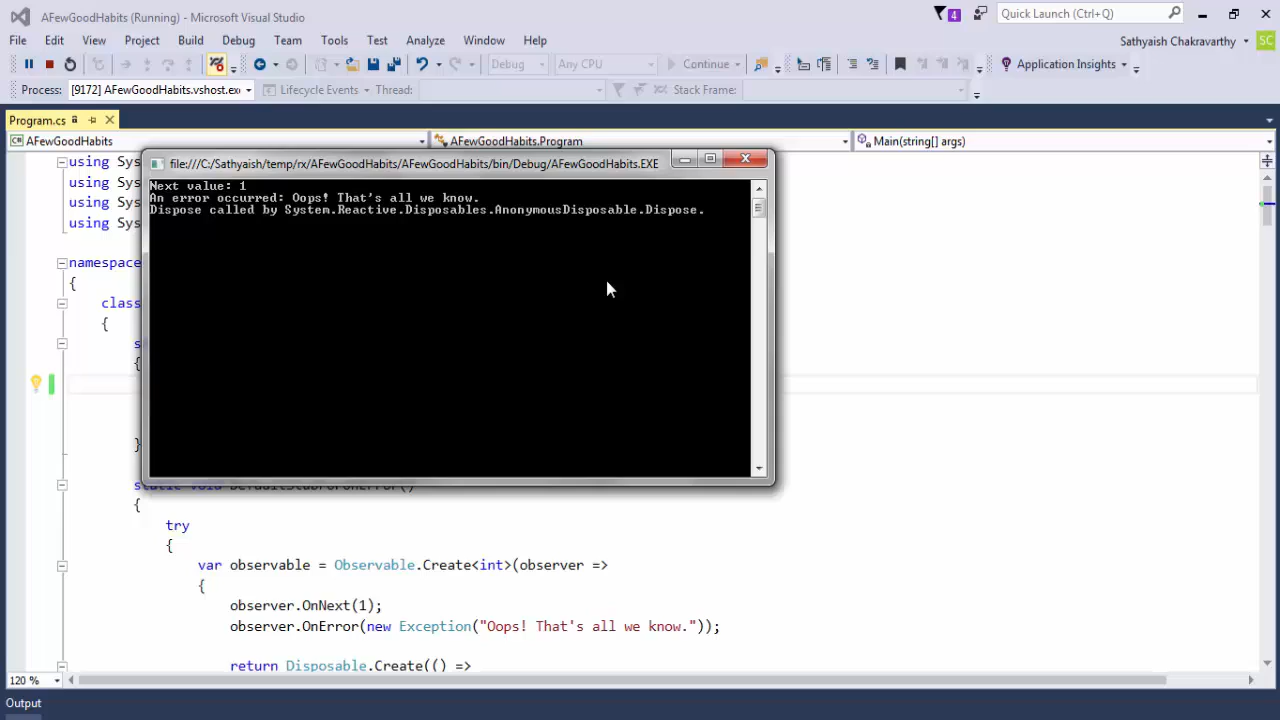 AFewGoodHabits (Running) - Microsoft Visual Studio
4
Quick Launch (Ctrl+Q)
File Edit View Project Build Debug Team Tools Test Analyze Window Help
Sathyaish Chakravarthy SC
Debug Any CPU Continue Application Insights
Process: [9172] AFewGoodHabits.vshost.ex Lifecycle Events Thread: Stack Frame:
Program.cs
AFewGoodHabits AFewGoodHabits.Program Main(string[] args)
using Sys
using Sys
using Sys
using Sys
file:///C:/Sathyaish/temp/rx/AFewGoodHabits/AFewGoodHabits/bin/Debug/AFewGoodHabits.EXE
Next value: 1
An error occurred: Oops! That's all we know.
Dispose called by System.Reactive.Disposables.AnonymousDisposable.Dispose.
namespace
{
class
{
s
{
}
{
try
{
var observable = Observable.Create<int>(observer =>
{
observer.OnNext(1);
observer.OnError(new Exception("Oops! That's all we know."));
return Disposable.Create(() =>
120 %
Output